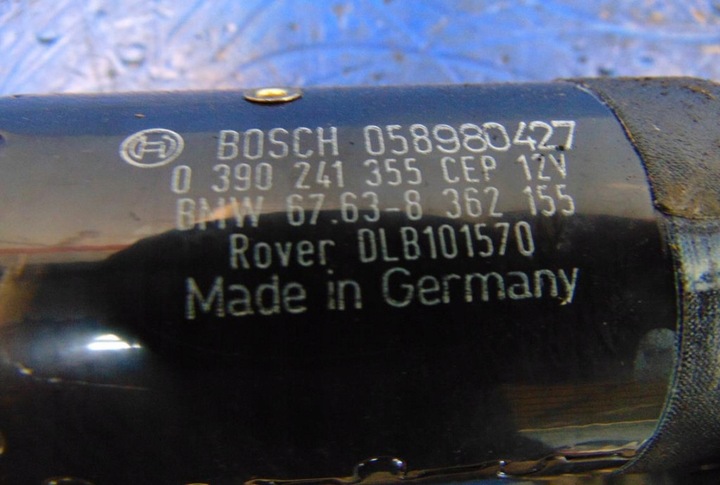 BOSCH 058980427
0 390 241 355 CEP 12V
BMW 67.63-8 362 155
Rover DLB101570
Made in Germany